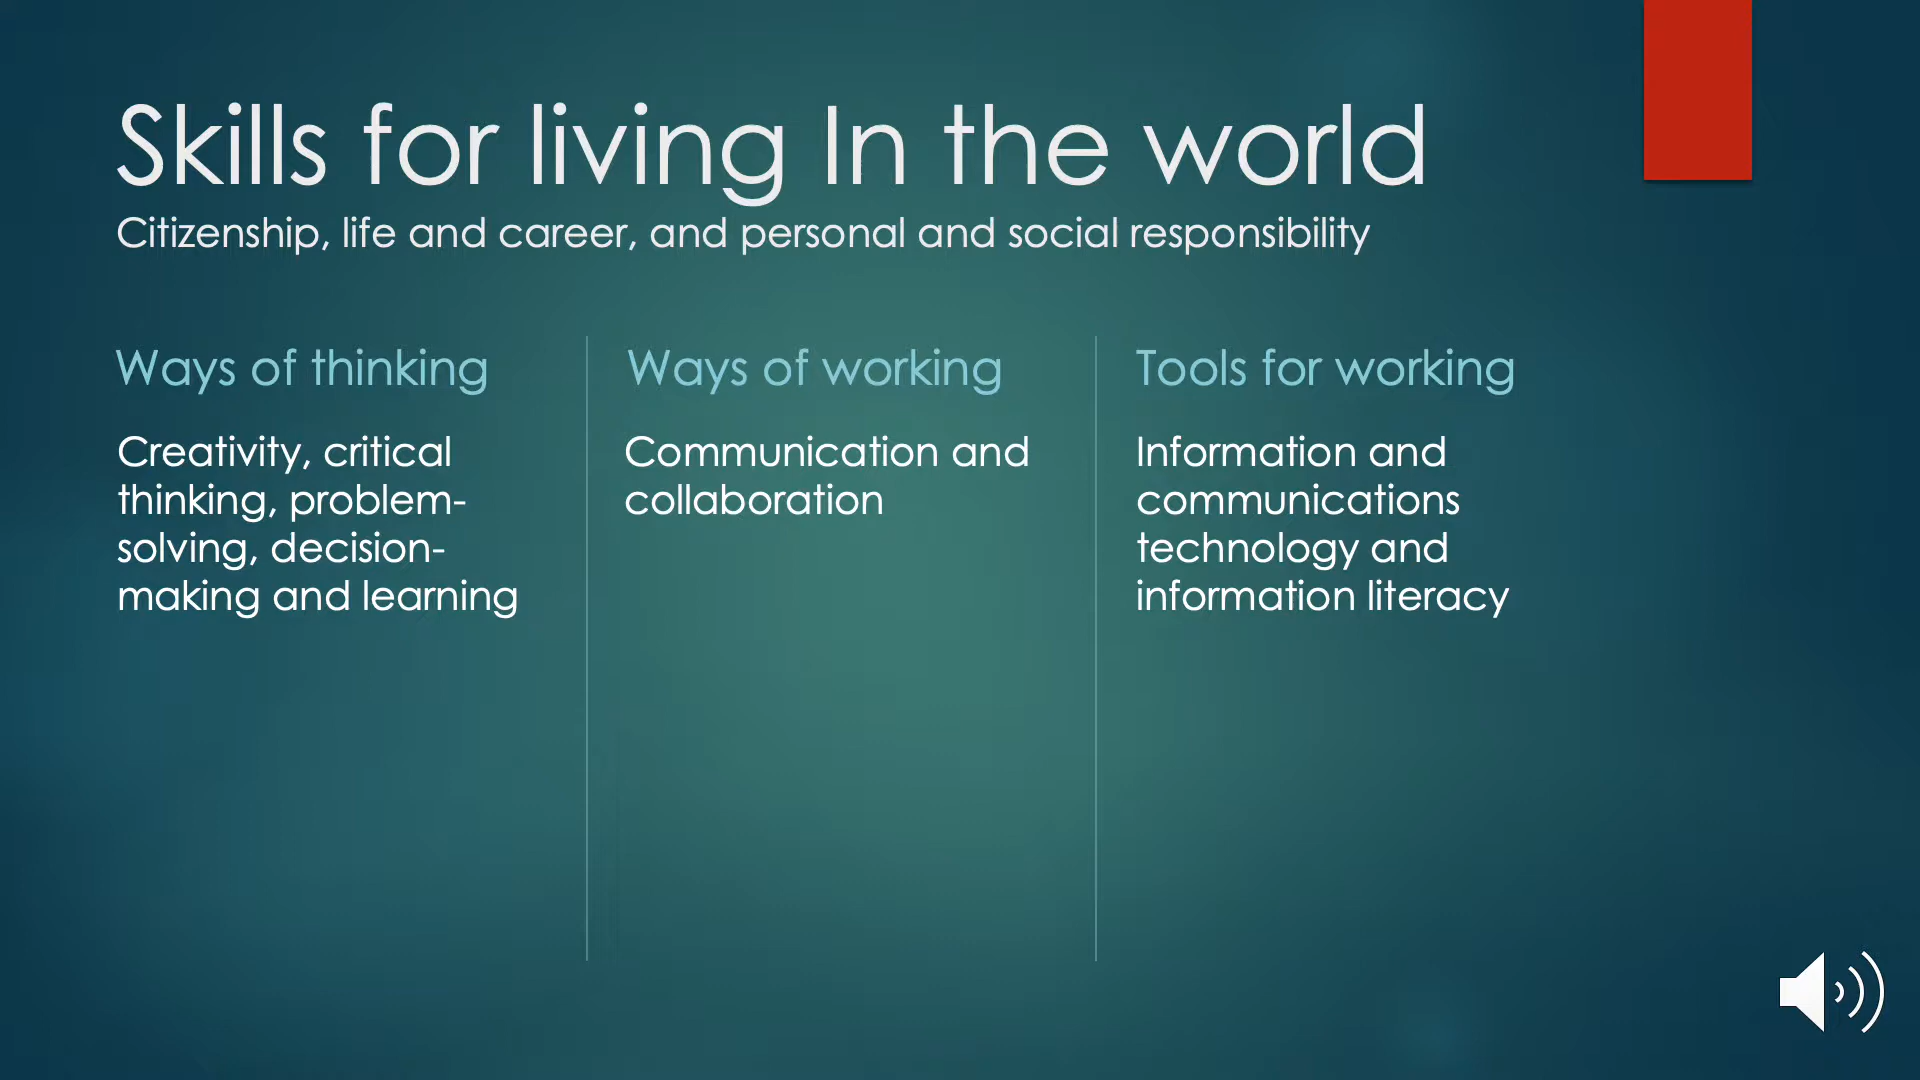 Skills for living In the world
Citizenship, life and career, and personal and social responsibility
Ways of thinking
Creativity, critical
thinking, problem-
solving, decision-
making and learning
Ways of working
Communication and
collaboration
Tools for working
Information and
communications
technology and
information literacy